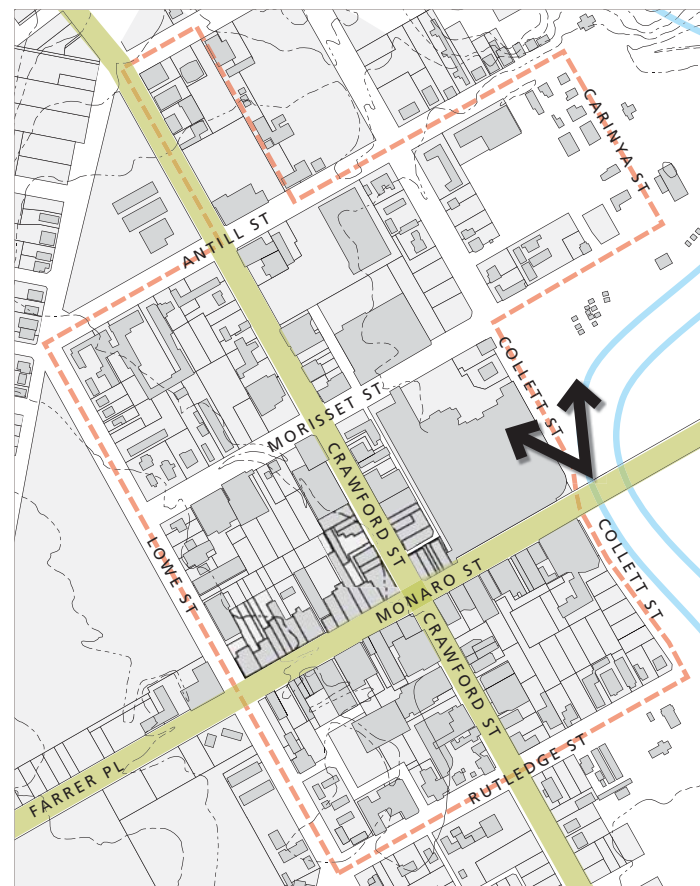 CARINYA ST
ANTILL ST
COLLETT ST
MORISSET ST
CRAWFORD ST
LOWE ST
COLLETT ST
MONARO ST
CRAWFORD ST
RUTLEDGE ST
FARRER PL